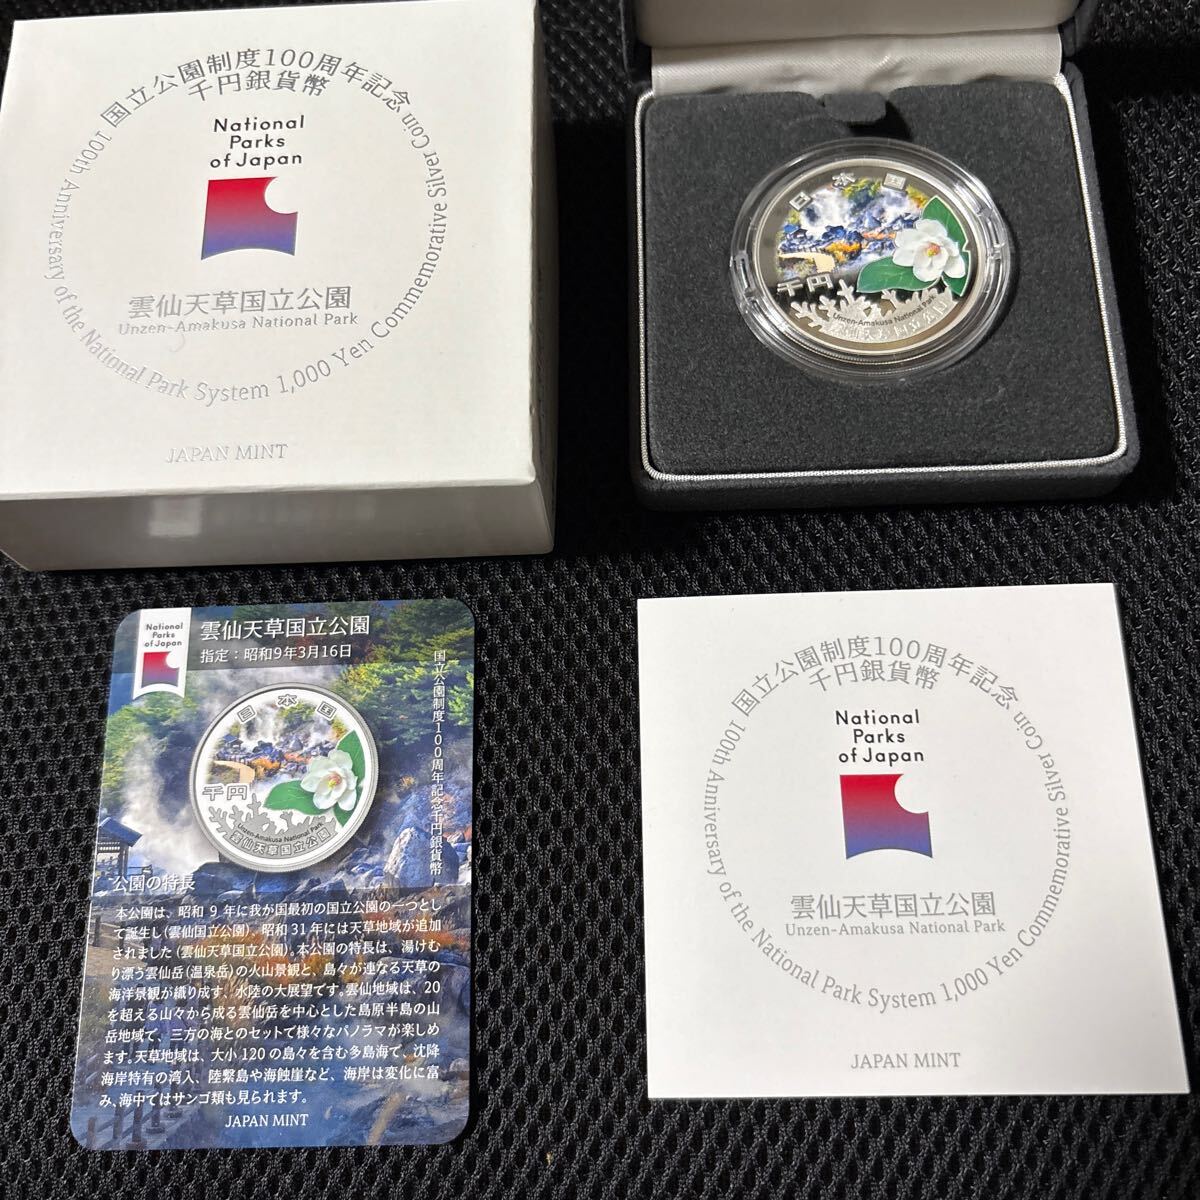 国立公園制度100周年記念
千円銀貨幣
National
Parks
of Japan
雲仙天草国立公園
Unzen-Amakusa National Park
100th Anniversary of the National Park System 1,000 Yen Commemorative Silver Coin
JAPAN MINT
日本国
千円
Unzen-Amakusa National Park
雲仙天草国立公園
National
Parks
of Japan
雲仙天草国立公園
指定：昭和9年3月16日
国立公園制度100周年記念千円銀貨幣
日本国
千円
Unzen-Amakusa National Park
雲仙天草国立公園
公園の特長
本公園は、昭和 9 年に我が国最初の国立公園の一つとし
て誕生し(雲仙国立公園)、昭和 31 年には天草地域が追加
されました(雲仙天草国立公園)。本公園の特長は、湯けむ
り漂う雲仙岳(温泉岳)の火山景観と、島々が連なる天草の
海洋景観が織り成す、水陸の大展望です。雲仙地域は、20
を超える山々から成る雲仙岳を中心とした島原半島の山
岳地域で、三方の海とのセットで様々なパノラマが楽しめ
ます。天草地域は、大小 120 の島々を含む多島海で、沈降
海岸特有の湾入、陸繋島や海蝕崖など、海岸は変化に富
み、海中ではサンゴ類も見られます。
JAPAN MINT
国立公園制度100周年記念
千円銀貨幣
National
Parks
of Japan
雲仙天草国立公園
Unzen-Amakusa National Park
100th Anniversary of the National Park System 1,000 Yen Commemorative Silver Coin
JAPAN MINT